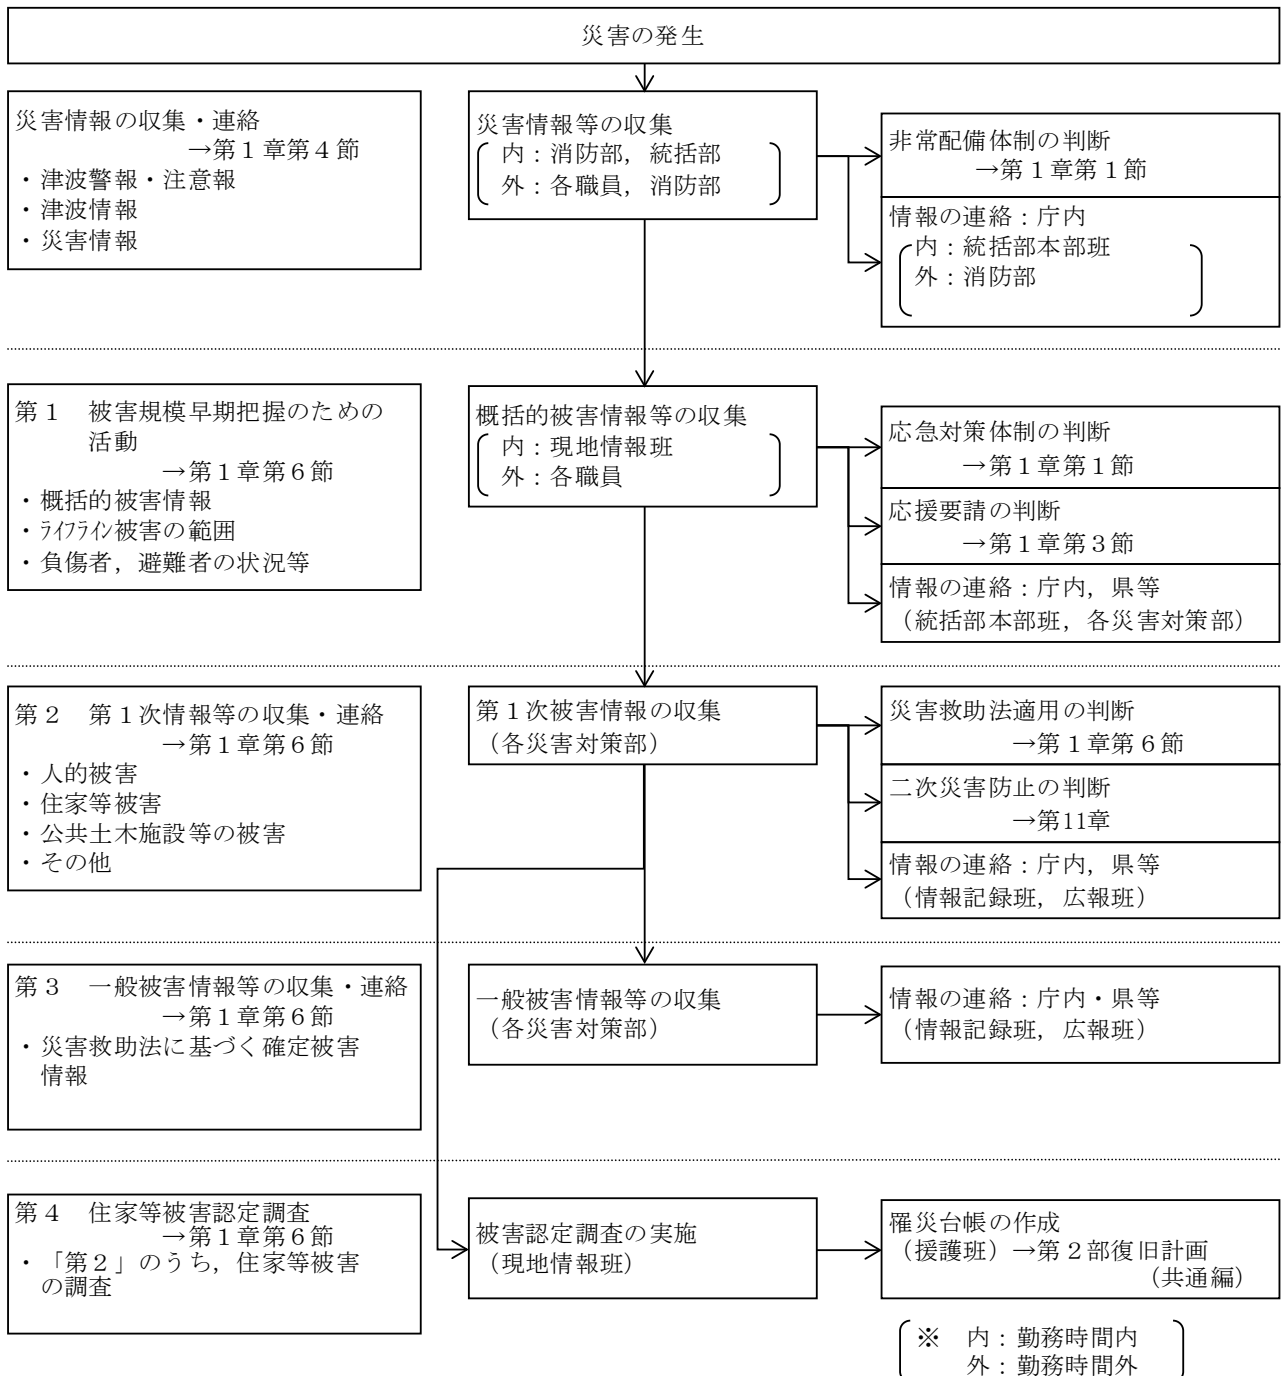 災害の発生
災害情報の収集・連絡
→第１章第４節
・津波警報・注意報
・津波情報
・災害情報
災害情報等の収集
内：消防部，統括部
外：各職員，消防部
非常配備体制の判断
→第１章第１節
情報の連絡：庁内
内：統括部本部班
外：消防部
第１　被害規模早期把握のための
活動
→第１章第６節
・概括的被害情報
・ﾗｲﾌﾗｲﾝ被害の範囲
・負傷者，避難者の状況等
概括的被害情報等の収集
内：現地情報班
外：各職員
応急対策体制の判断
→第１章第１節
応援要請の判断
→第１章第３節
情報の連絡：庁内，県等
（統括部本部班，各災害対策部）
第２　第１次情報等の収集・連絡
→第１章第６節
・人的被害
・住家等被害
・公共土木施設等の被害
・その他
第１次被害情報の収集
（各災害対策部）
災害救助法適用の判断
→第１章第６節
二次災害防止の判断
→第11章
情報の連絡：庁内，県等
（情報記録班，広報班）
第３　一般被害情報等の収集・連絡
→第１章第６節
・災害救助法に基づく確定被害
情報
一般被害情報等の収集
（各災害対策部）
情報の連絡：庁内・県等
（情報記録班，広報班）
第４　住家等被害認定調査
→第１章第６節
・「第２」のうち，住家等被害
の調査
被害認定調査の実施
（現地情報班）
罹災台帳の作成
（援護班）→第２部復旧計画
（共通編）
※　内：勤務時間内
外：勤務時間外